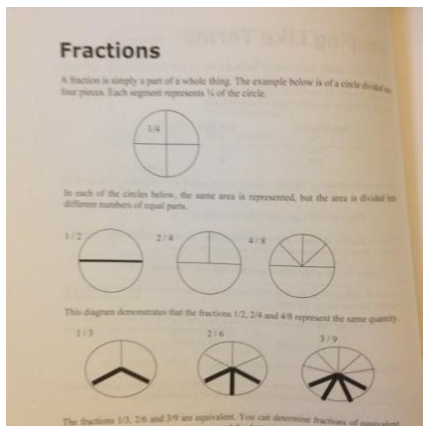 Fractions
A fraction is simply a part of a whole thing. The example below is of a circle divided into
four pieces. Each segment represents ¼ of the circle.
1/4
In each of the circles below, the same area is represented, but the area is divided into
different numbers of equal parts.
1/2 2/4 4/8
This diagram demonstrates that the fractions 1/2, 2/4 and 4/8 represent the same quantity.
1/3 2/6 3/9
The fractions 1/3, 2/6 and 3/9 are equivalent. You can determine fractions of equivalent